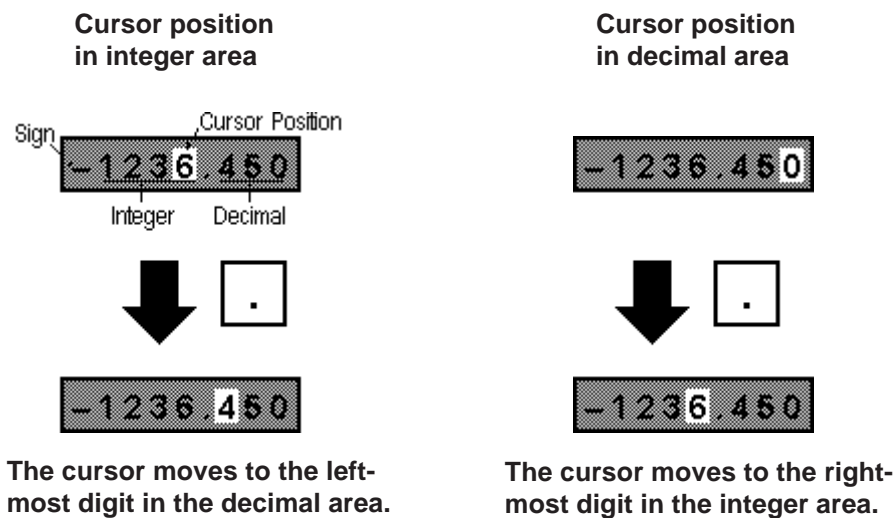 Cursor position
in integer area
Sign
Cursor Position
-1236.450
Integer
Decimal
.
-1236.450
The cursor moves to the left-
most digit in the decimal area.
Cursor position
in decimal area
-1236.450
.
-1236.450
The cursor moves to the right-
most digit in the integer area.